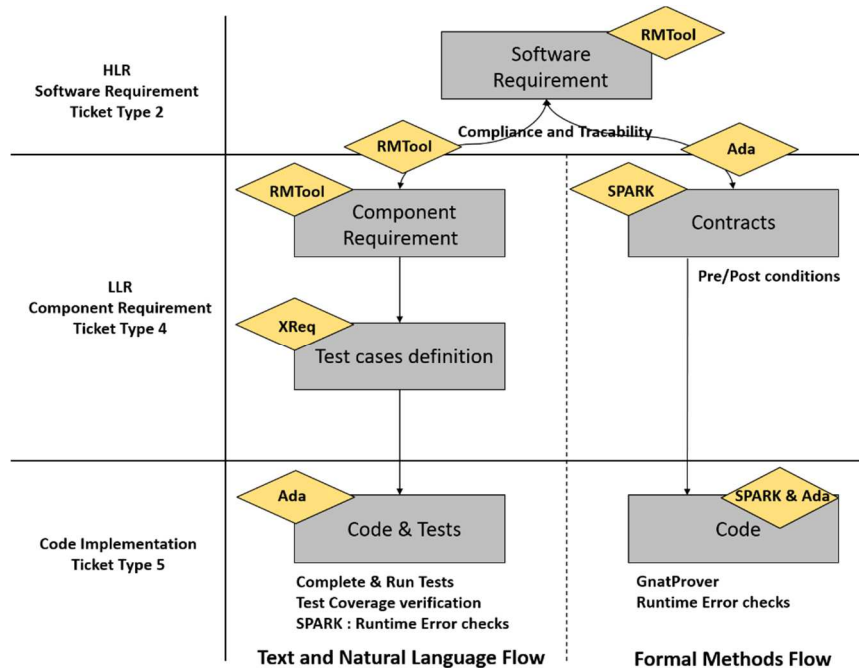 RMTool
Software
Requirement
HLR
Software Requirement
Ticket Type 2
Compliance and Tracability
RMTool
Ada
RMTool
Component
Requirement
SPARK
Contracts
Pre/Post conditions
LLR
Component Requirement
Ticket Type 4
XReq
Test cases definition
Ada
Code & Tests
SPARK & Ada
Code
Code Implementation
Ticket Type 5
Complete & Run Tests
Test Coverage verification
SPARK : Runtime Error checks
GnatProver
Runtime Error checks
Text and Natural Language Flow
Formal Methods Flow